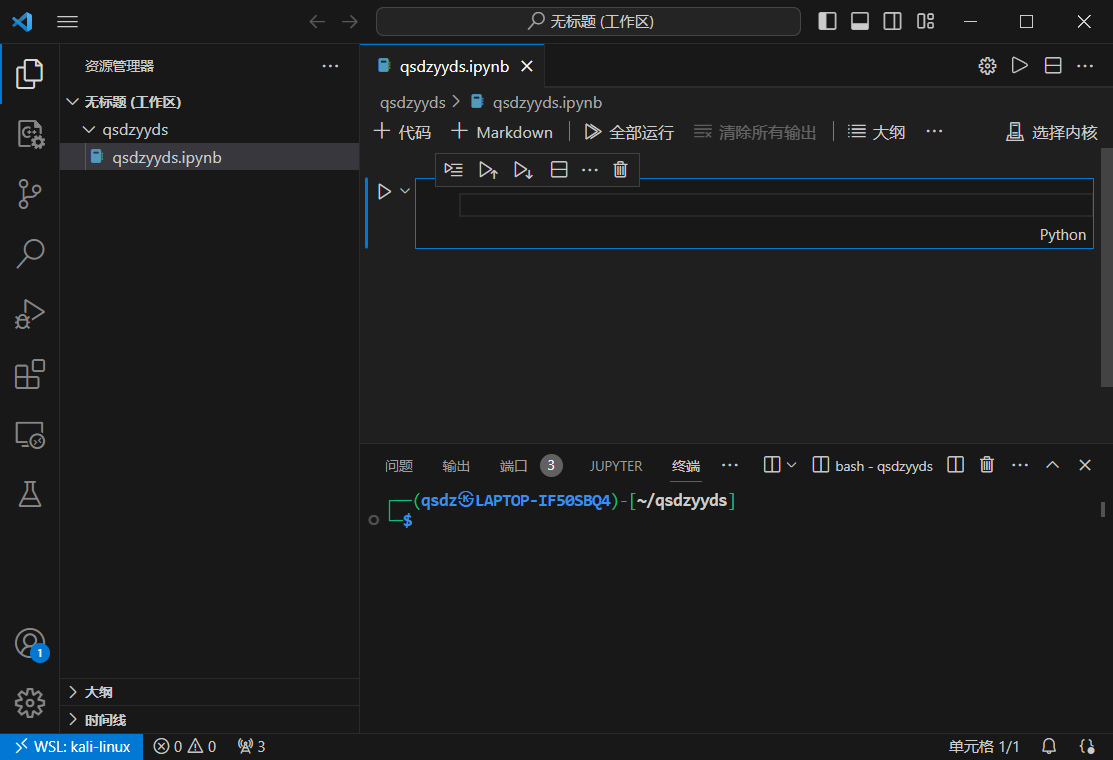 无标题 (工作区)
资源管理器
qsdzyyds.ipynb
无标题 (工作区)
qsdzyyds > qsdzyyds.ipynb
qsdzyyds
代码 Markdown 全部运行 清除所有输出 大纲 选择内核
qsdzyyds.ipynb
Python
问题 输出 端口 3 JUPYTER 终端 bash - qsdzyyds
┌──(qsdz㉿LAPTOP-IF50SBQ4)-[~/qsdzyyds]
└─$
1
大纲
时间线
WSL: kali-linux 0 0 3 单元格 1/1